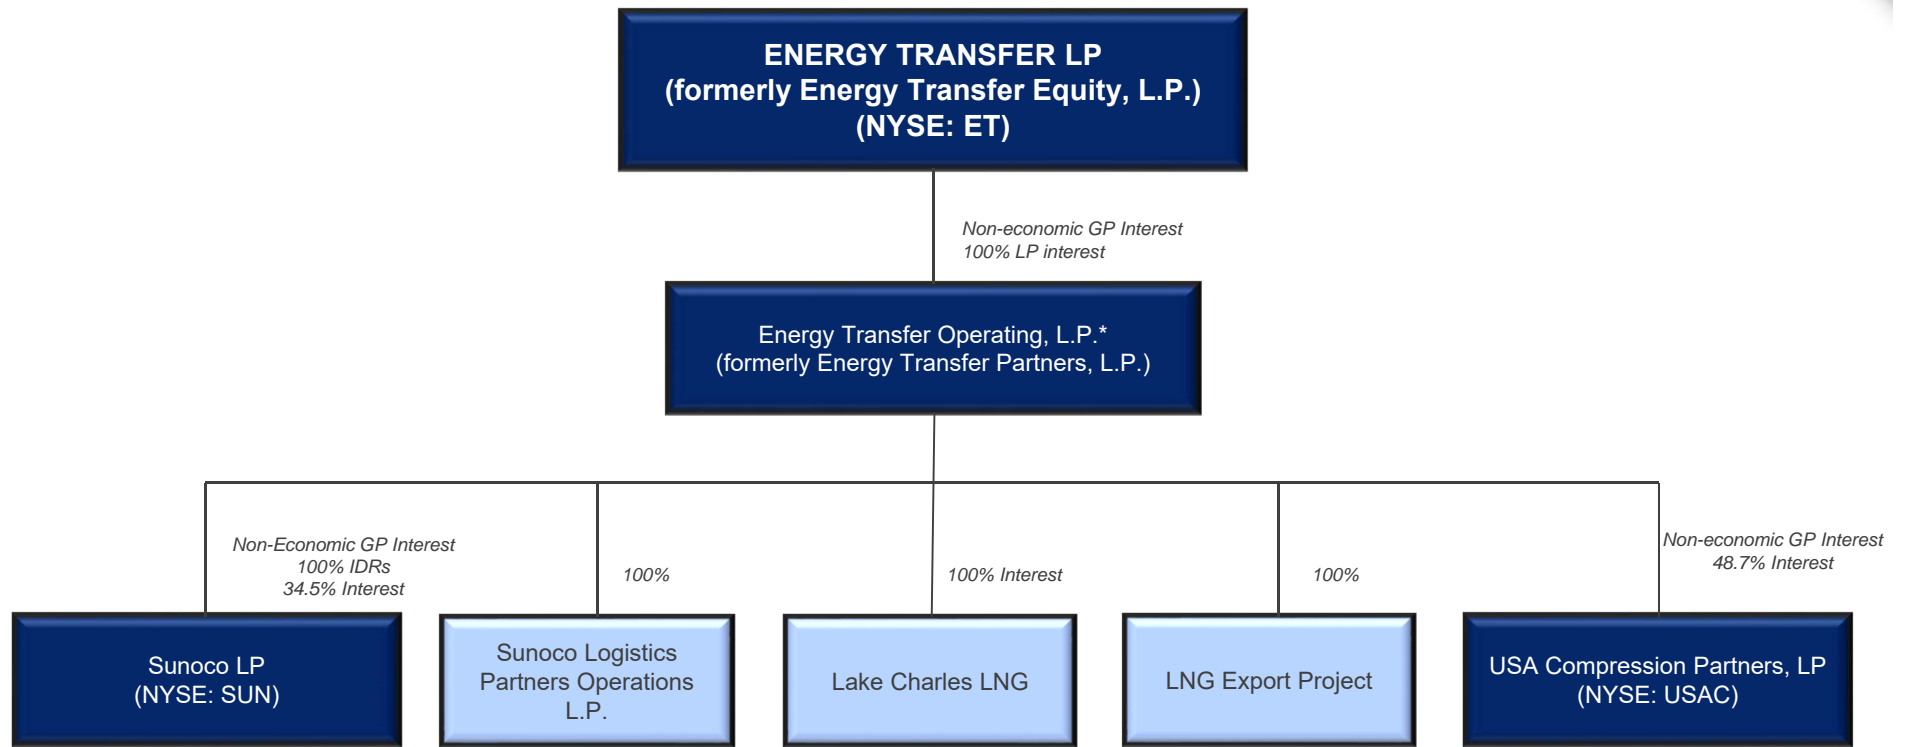 ENERGY TRANSFER LP
(formerly Energy Transfer Equity, L.P.)
(NYSE: ET)
Non-economic GP Interest
100% LP interest
Energy Transfer Operating, L.P.*
(formerly Energy Transfer Partners, L.P.)
Non-Economic GP Interest
100% IDRs
34.5% Interest
100%
100% Interest
100%
Non-economic GP Interest
48.7% Interest
Sunoco LP
(NYSE: SUN)
Sunoco Logistics
Partners Operations
L.P.
Lake Charles LNG
LNG Export Project
USA Compression Partners, LP
(NYSE: USAC)